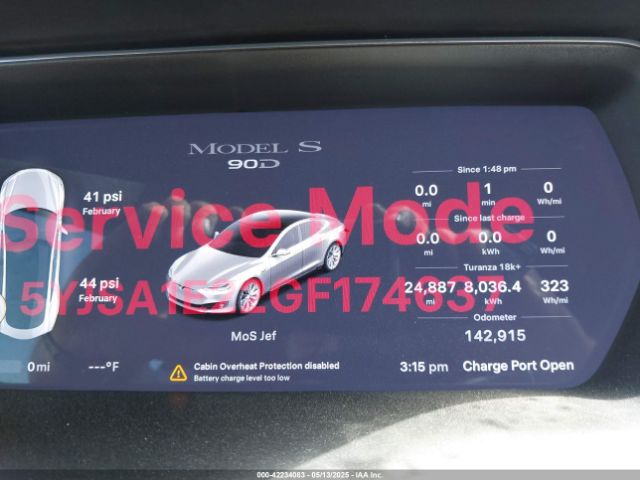 MODEL S
90D
41 psi
February
44 psi
February
Service Mode
MoS Jef
Since 1:48 pm
0.0 1 0
mi min Wh/mi
Since last charge
0.0 0.0 0
mi kWh Wh/mi
Turanza 18k+
24,887 8,036.4 323
mi kWh Wh/mi
Odometer
142,915
0 mi
---°F
Cabin Overheat Protection disabled
Battery charge level too low
3:15 pm
Charge Port Open
000-42234083 - 05/13/2025 - IAA Inc.